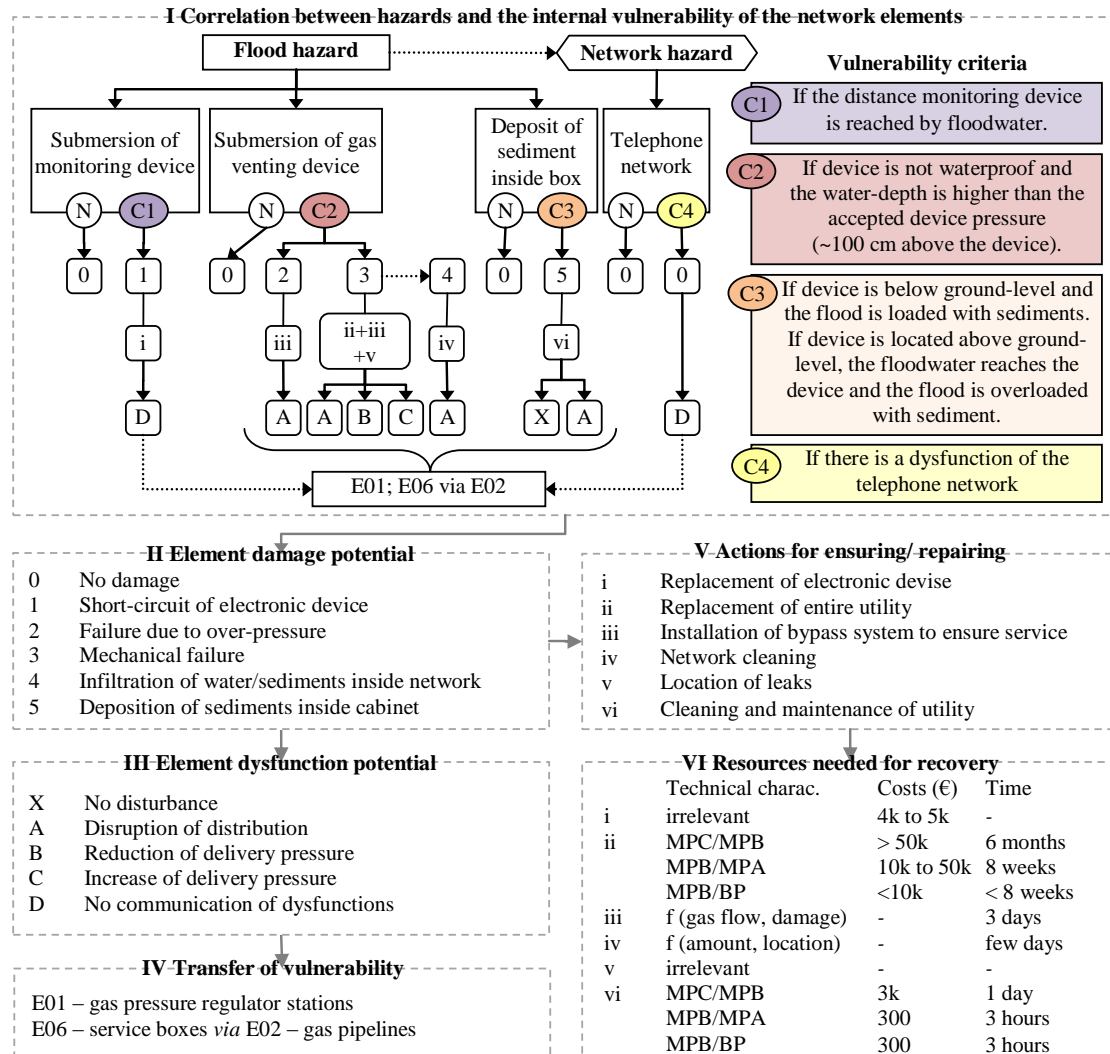 I Correlation between hazards and the internal vulnerability of the network elements
Flood hazard
Network hazard
Submersion of
monitoring device
Submersion of gas
venting device
Deposit of
sediment
inside box
Telephone
network
N C1 N C2 N C3 N C4
0 1 0 2 3 4 0 5 0 0
i iii ii+iii
+v
iv vi
D A A B C A X A D
E01; E06 via E02
Vulnerability criteria
C1
If the distance monitoring device
is reached by floodwater.
C2
If device is not waterproof and
the water-depth is higher than the
accepted device pressure
(~100 cm above the device).
C3
If device is below ground-level and
the flood is loaded with sediments.
If device is located above ground-
level, the floodwater reaches the
device and the flood is overloaded
with sediment.
C4
If there is a dysfunction of the
telephone network
II Element damage potential
0 No damage
1 Short-circuit of electronic device
2 Failure due to over-pressure
3 Mechanical failure
4 Infiltration of water/sediments inside network
5 Deposition of sediments inside cabinet
III Element dysfunction potential
X No disturbance
A Disruption of distribution
B Reduction of delivery pressure
C Increase of delivery pressure
D No communication of dysfunctions
IV Transfer of vulnerability
E01 – gas pressure regulator stations
E06 – service boxes via E02 – gas pipelines
V Actions for ensuring/ repairing
i Replacement of electronic devise
ii Replacement of entire utility
iii Installation of bypass system to ensure service
iv Network cleaning
v Location of leaks
vi Cleaning and maintenance of utility
VI Resources needed for recovery
Technical charac. Costs (€) Time
i irrelevant 4k to 5k -
ii MPC/MPB > 50k 6 months
MPB/MPA 10k to 50k 8 weeks
MPB/BP <10k < 8 weeks
iii f (gas flow, damage) - 3 days
iv f (amount, location) - few days
v irrelevant - -
vi MPC/MPB 3k 1 day
MPB/MPA 300 3 hours
MPB/BP 300 3 hours